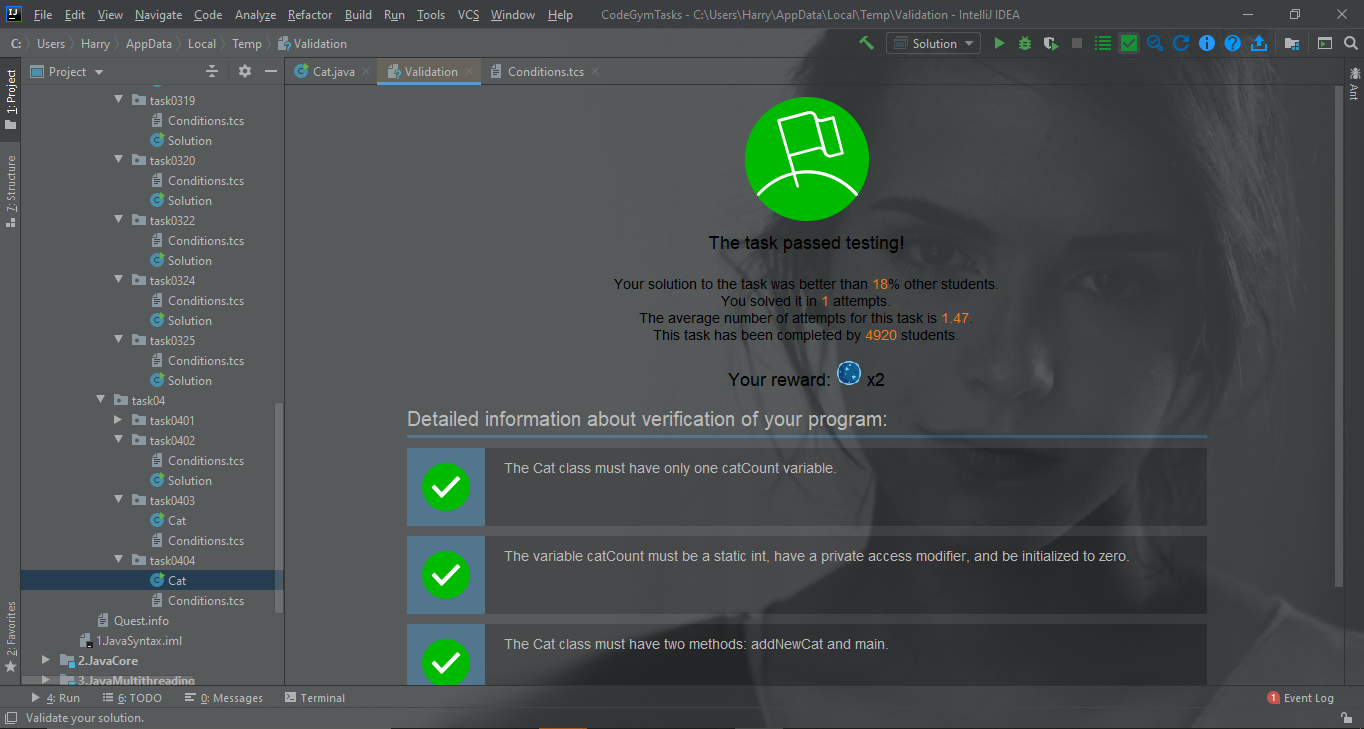 IJ File Edit View Navigate Code Analyze Refactor Build Run Tools VCS Window Help CodeGymTasks - C:\Users\Harry\AppData\Local\Temp\Validation - IntelliJ IDEA
C: Users Harry AppData Local Temp Validation Solution
1: Project
7: Structure
2: Favorites
Project
Cat.java Validation Conditions.tcs
Ant
task0319
Conditions.tcs
Solution
task0320
Conditions.tcs
Solution
task0322
Conditions.tcs
Solution
task0324
Conditions.tcs
Solution
task0325
Conditions.tcs
Solution
task04
task0401
task0402
Conditions.tcs
Solution
task0403
Cat
Conditions.tcs
task0404
Cat
Conditions.tcs
Quest.info
1.JavaSyntax.iml
2.JavaCore
3.JavaMultithreading
The task passed testing!
Your solution to the task was better than 18% other students.
You solved it in 1 attempts.
The average number of attempts for this task is 1.47.
This task has been completed by 4920 students.
Your reward: x2
Detailed information about verification of your program:
The Cat class must have only one catCount variable.
The variable catCount must be a static int, have a private access modifier, and be initialized to zero.
The Cat class must have two methods: addNewCat and main.
4: Run 6: TODO 0: Messages Terminal 1 Event Log
Validate your solution.